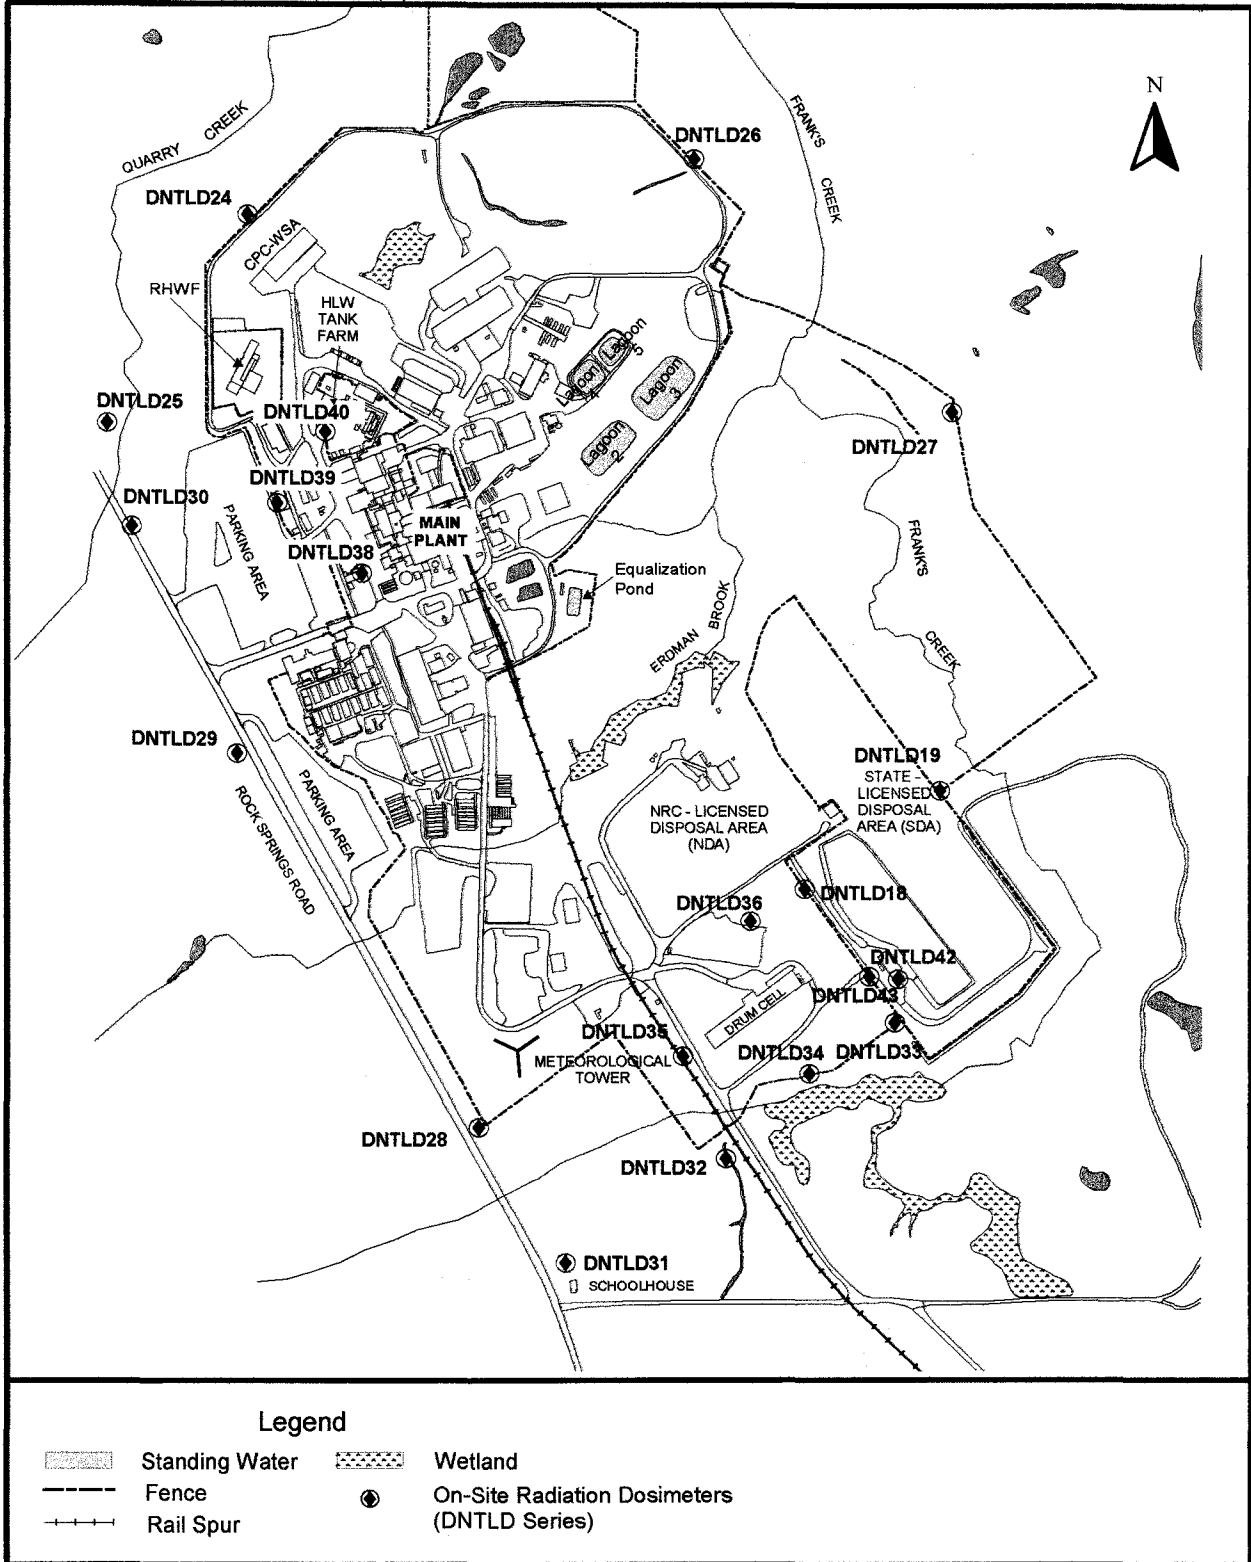 N
FRANK'S
CREEK
QUARRY
CREEK
DNTLD26
DNTLD24
CPC-WSA
RHWF
HLW
TANK
FARM
Lagoon
5
Lagoon
4
Lagoon
3
Lagoon
2
DNTLD25
DNTLD40
DNTLD27
DNTLD39
DNTLD30
PARKING AREA
MAIN
PLANT
DNTLD38
FRANK'S
CREEK
Equalization
Pond
ERDMAN
BROOK
DNTLD29
PARKING AREA
ROCK SPRINGS ROAD
DNTLD19
STATE -
LICENSED
DISPOSAL
AREA (SDA)
NRC - LICENSED
DISPOSAL AREA
(NDA)
DNTLD18
DNTLD36
DNTLD42
DNTLD43
DRUM CELL
DNTLD35
DNTLD34
DNTLD33
METEOROLOGICAL
TOWER
DNTLD28
DNTLD32
DNTLD31
SCHOOLHOUSE
Legend
Standing Water
Wetland
Fence
On-Site Radiation Dosimeters
(DNTLD Series)
Rail Spur